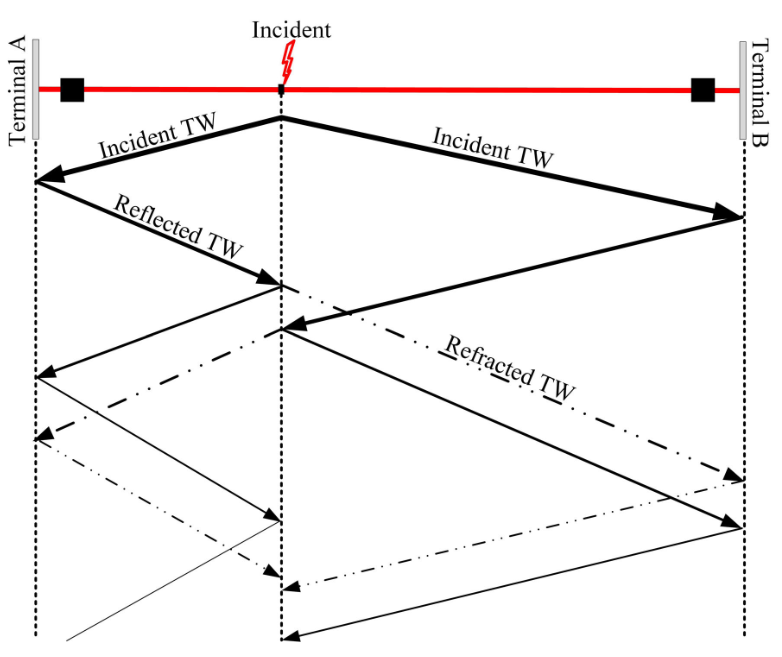 Incident
Terminal A
Terminal B
Incident TW
Incident TW
Reflected TW
Refracted TW